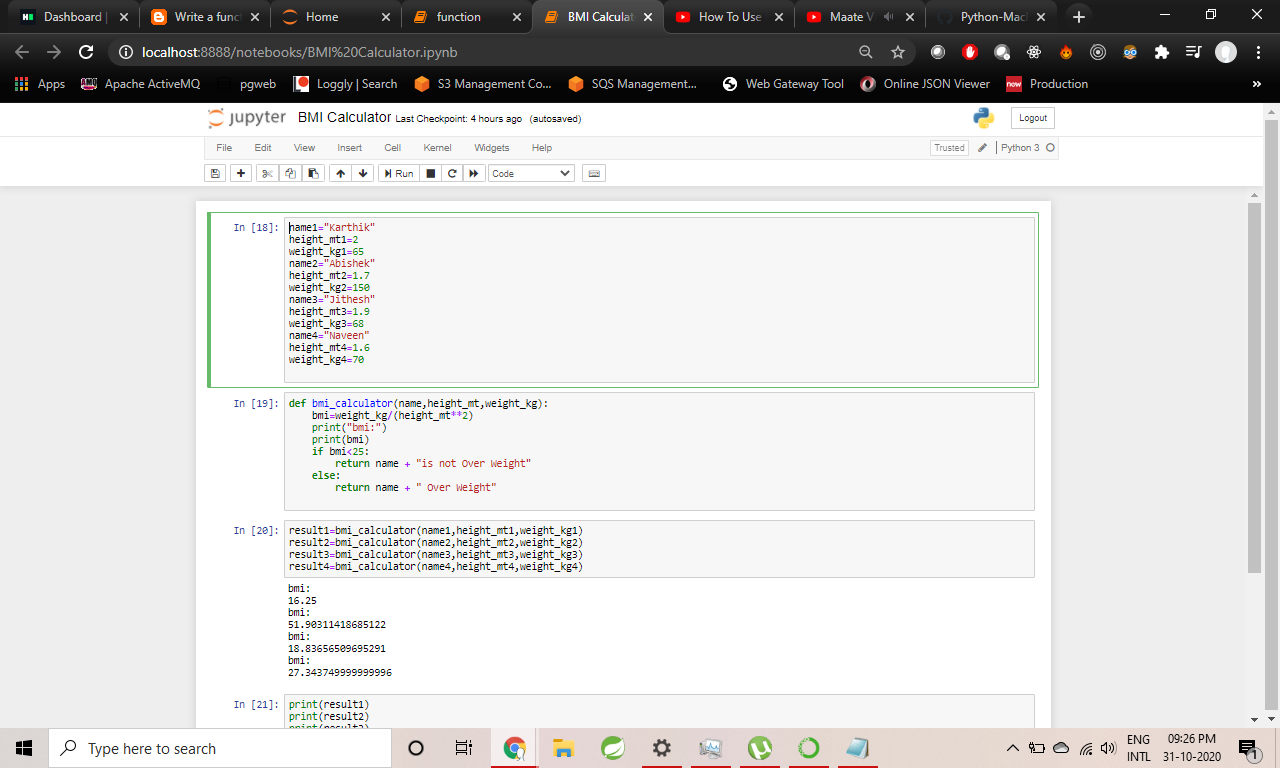 Dashboard |
Write a func
Home
function
BMI Calculat
How To Use
Maate V
Python-Mach
localhost:8888/notebooks/BMI%20Calculator.ipynb
Apps
Apache ActiveMQ
pgweb
Loggly | Search
S3 Management Co...
SQS Management...
Web Gateway Tool
Online JSON Viewer
now
Production
»
jupyter BMI Calculator Last Checkpoint: 4 hours ago (autosaved)
Logout
File Edit View Insert Cell Kernel Widgets Help
Trusted
Python 3
Run
Code
In [18]:
name1="Karthik"
height_mt1=2
weight_kg1=65
name2="Abishek"
height_mt2=1.7
weight_kg2=150
name3="Jithesh"
height_mt3=1.9
weight_kg3=68
name4="Naveen"
height_mt4=1.6
weight_kg4=70
In [19]:
def bmi_calculator(name,height_mt,weight_kg):
    bmi=weight_kg/(height_mt**2)
    print("bmi:")
    print(bmi)
    if bmi<25:
        return name + "is not Over Weight"
    else:
        return name + " Over Weight"
In [20]:
result1=bmi_calculator(name1,height_mt1,weight_kg1)
result2=bmi_calculator(name2,height_mt2,weight_kg2)
result3=bmi_calculator(name3,height_mt3,weight_kg3)
result4=bmi_calculator(name4,height_mt4,weight_kg4)
bmi:
16.25
bmi:
51.90311418685122
bmi:
18.83656509695291
bmi:
27.343749999999996
In [21]:
print(result1)
print(result2)
print(result3)
Type here to search
ENG
INTL
09:26 PM
31-10-2020
1